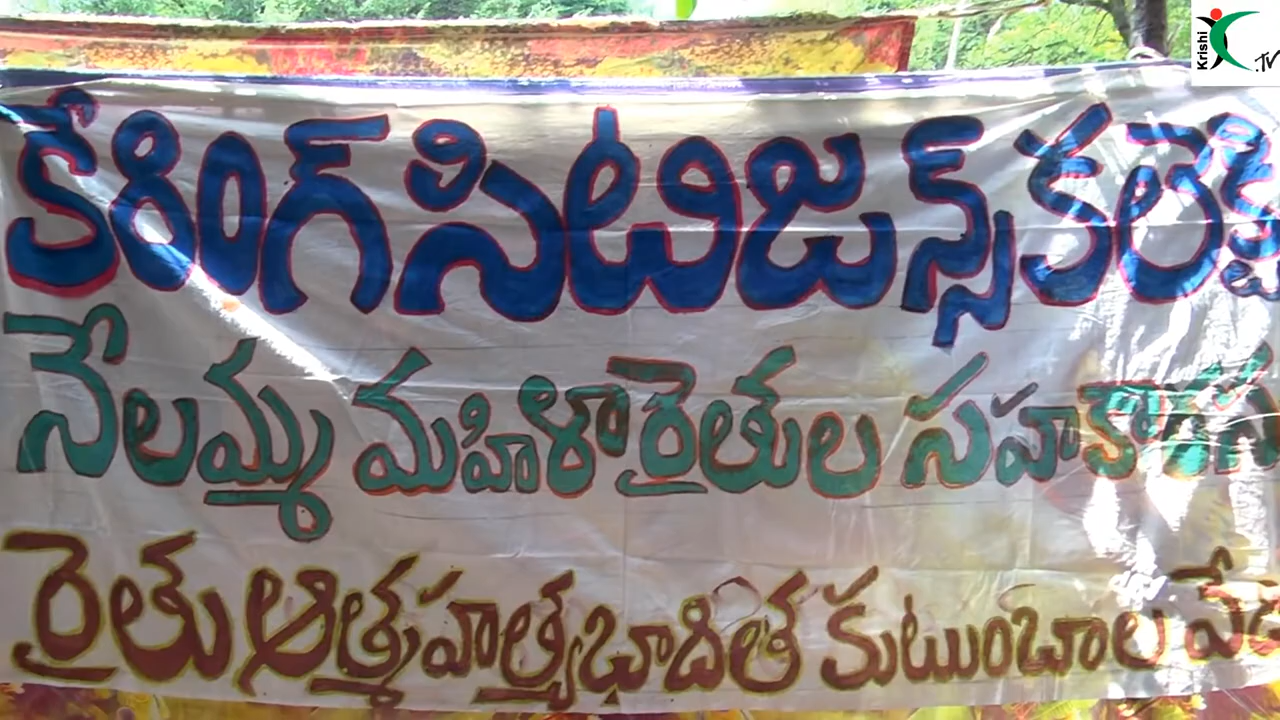 Krishi
.TV
కేరింగ్ సిటిజన్స్ కలెక్
నేలమ్మ మహిళా రైతుల సహకార
రైతు ఆత్మహత్య భాదిత కుటుంబాల